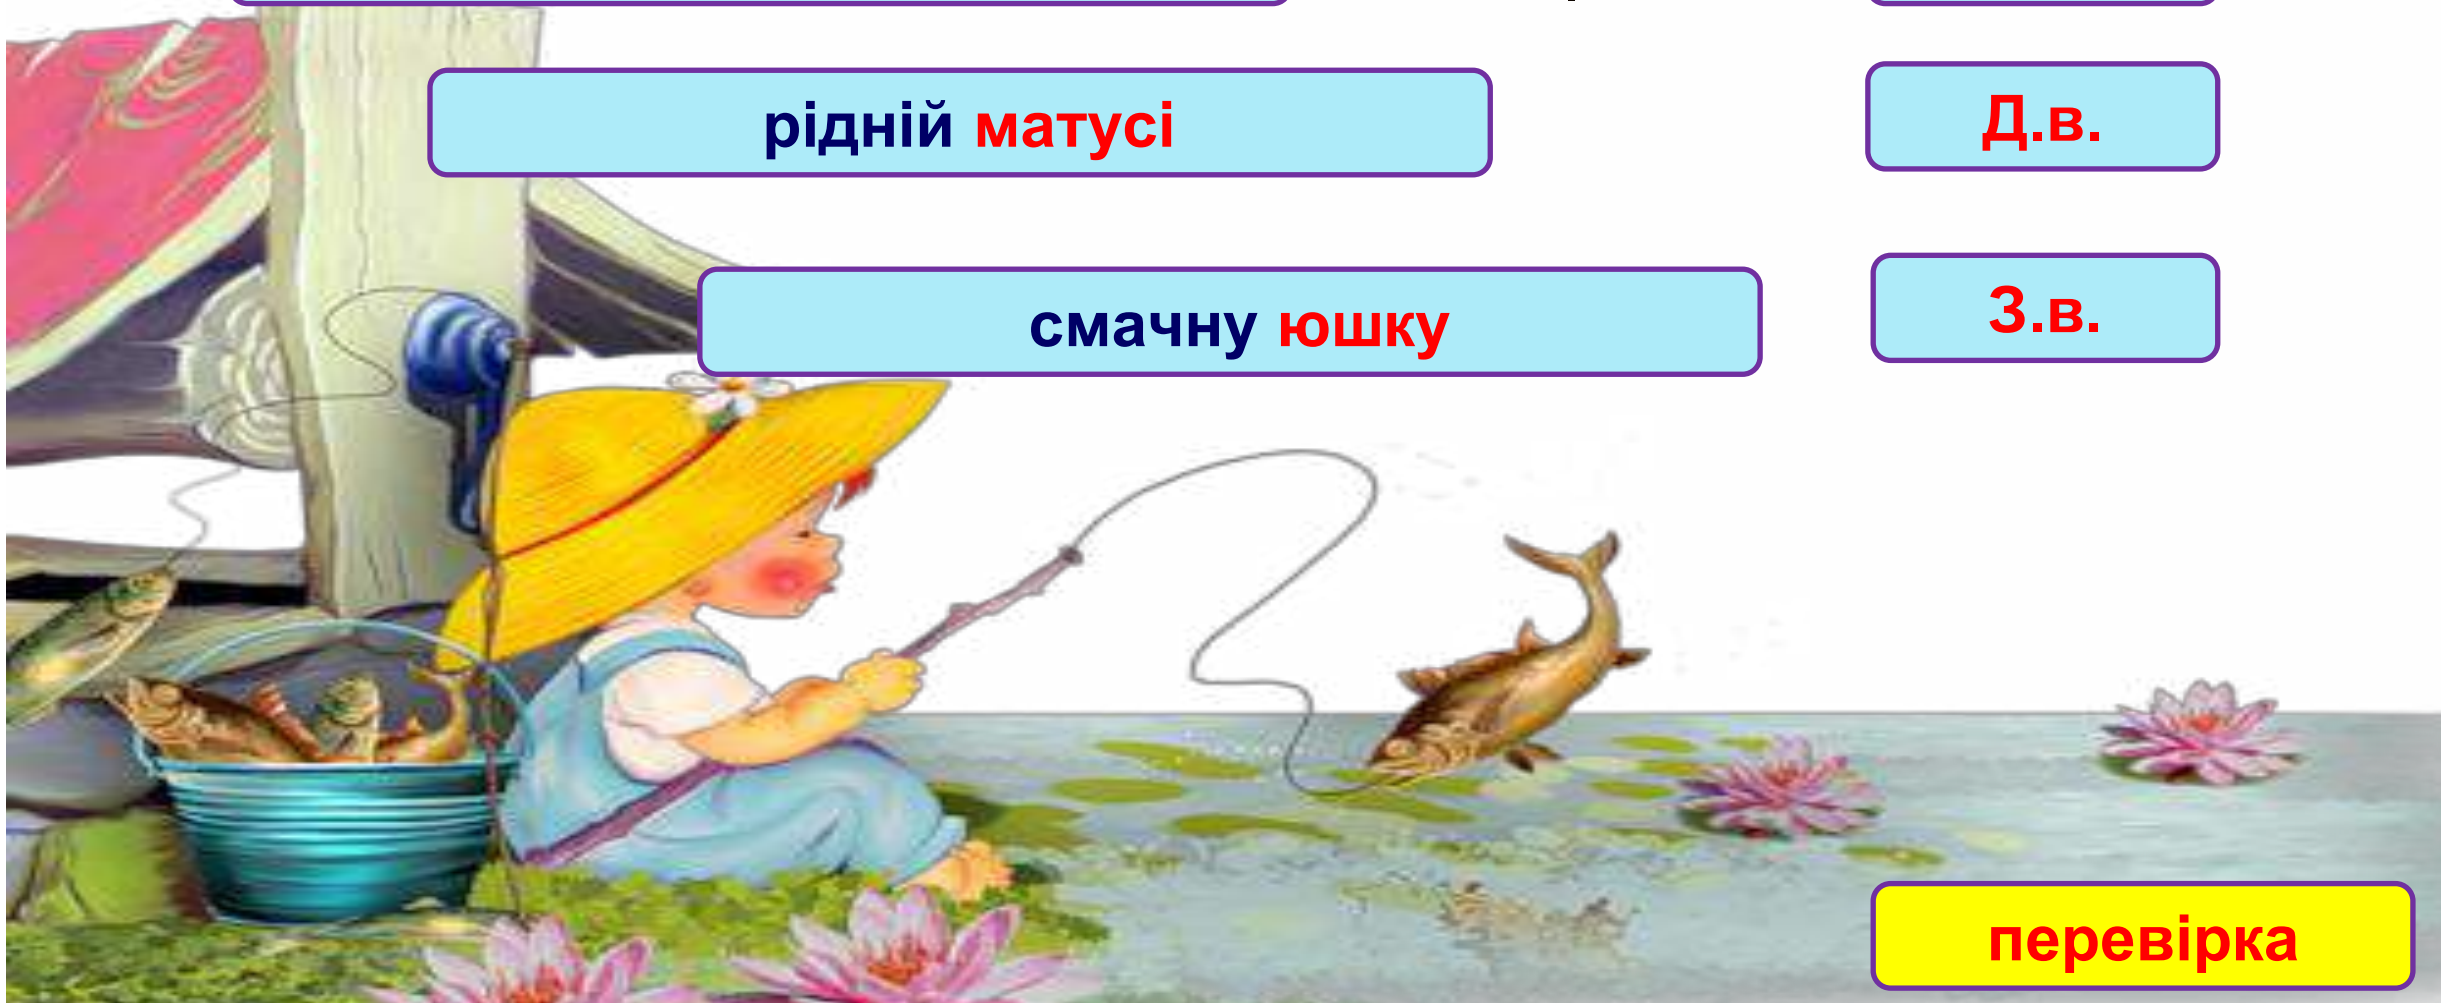 рідній матусі
Д.в.
смачну юшку
З.в.
перевірка